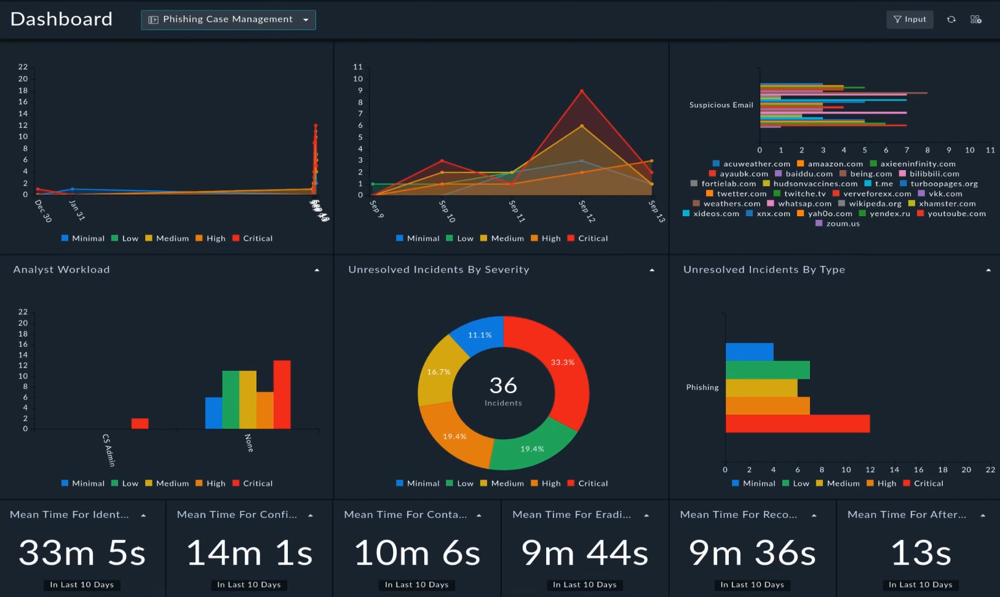 Dashboard
Phishing Case Management
Input
22
20
18
16
14
12
10
8
6
4
2
0
Dec 30
Jan 31
Minimal Low Medium High Critical
11
10
9
8
7
6
5
4
3
2
1
0
Sep 9
Sep 10
Sep 11
Sep 12
Sep 13
Minimal Low Medium High Critical
Suspicious Email
0 1 2 3 4 5 6 7 8 9 10 11
acuweather.com amaazon.com axieeninfinity.com
ayaubk.com baiddu.com being.com bilibbili.com
fortielab.com hudsonvaccines.com t.me turboopages.org
twetter.com twitche.tv verveforexx.com vkk.com
weathers.com whatsap.com wikipeda.org xhamster.com
xideos.com xnx.com yah0o.com yendex.ru youtoube.com
zoum.us
Analyst Workload
22
20
18
16
14
12
10
8
6
4
2
0
CS Admin
None
Minimal Low Medium High Critical
Unresolved Incidents By Severity
11.1%
33.3%
16.7%
36
Incidents
19.4%
19.4%
Minimal Low Medium High Critical
Unresolved Incidents By Type
Phishing
0 2 4 6 8 10 12 14 16 18 20 22
Minimal Low Medium High Critical
Mean Time For Ident...
33m 5s
In Last 10 Days
Mean Time For Confi...
14m 1s
In Last 10 Days
Mean Time For Conta...
10m 6s
In Last 10 Days
Mean Time For Eradi...
9m 44s
In Last 10 Days
Mean Time For Reco...
9m 36s
In Last 10 Days
Mean Time For After...
13s
In Last 10 Days